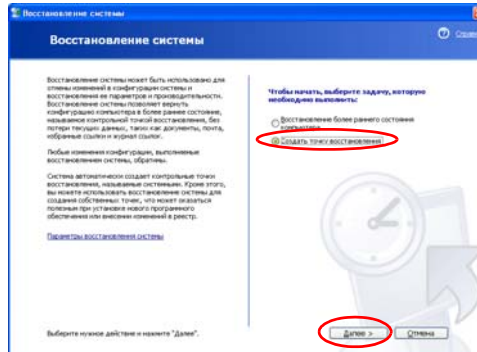 Восстановление системы
Справка
Восстановление системы
Восстановление системы может быть использовано для
отмены изменений в конфигурации системы и
восстановления ее параметров и производительности.
Восстановление системы позволяет вернуть
конфигурацию компьютера в более раннее состояние,
называемое контрольной точкой восстановления, без
потери текущих данных, таких как документы, почта,
избранные ссылки и журнал ссылок.
Любые изменения конфигурации, выполняемые
восстановлением системы, обратимы.
Система автоматически создает контрольные точки
восстановления, называемые системными. Кроме этого,
вы можете использовать восстановление системы для
создания собственных точек, что может оказаться
полезным при установке нового программного
обеспечения или внесении изменений в реестр.
Параметры восстановления системы
Чтобы начать, выберите задачу, которую
необходимо выполнить:
Восстановление более раннего состояния
компьютера
Создать точку восстановления
Выберите нужное действие и нажмите "Далее".
Далее >
Отмена